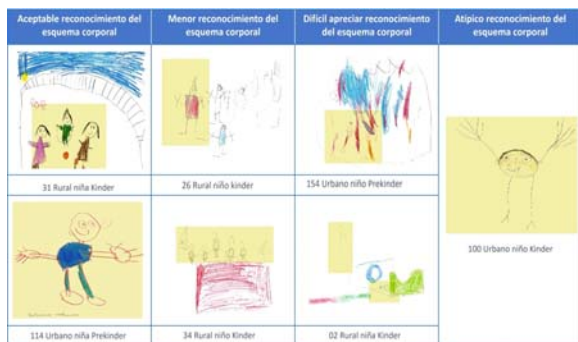 Aceptable reconocimiento del
esquema corporal
Menor reconocimiento del
esquema corporal
Difícil apreciar reconocimiento
del esquema corporal
Atípico reconocimiento del
esquema corporal
31 Rural niña Kinder
26 Rural niño kinder
154 Urbano niño Prekinder
100 Urbano niño Kinder
114 Urbano niña Prekinder
34 Rural niño Kinder
02 Rural niña Kinder